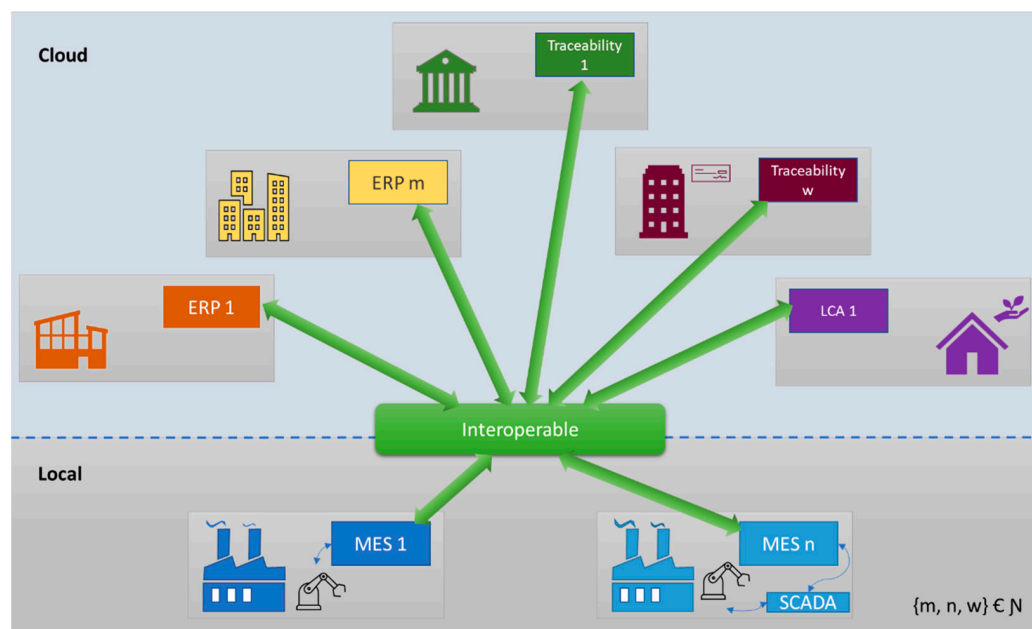 Cloud
Traceability
1
ERP m
Traceability
w
ERP 1
LCA 1
Interoperable
Local
MES 1
MES n
SCADA
{m, n, w} € Ɲ